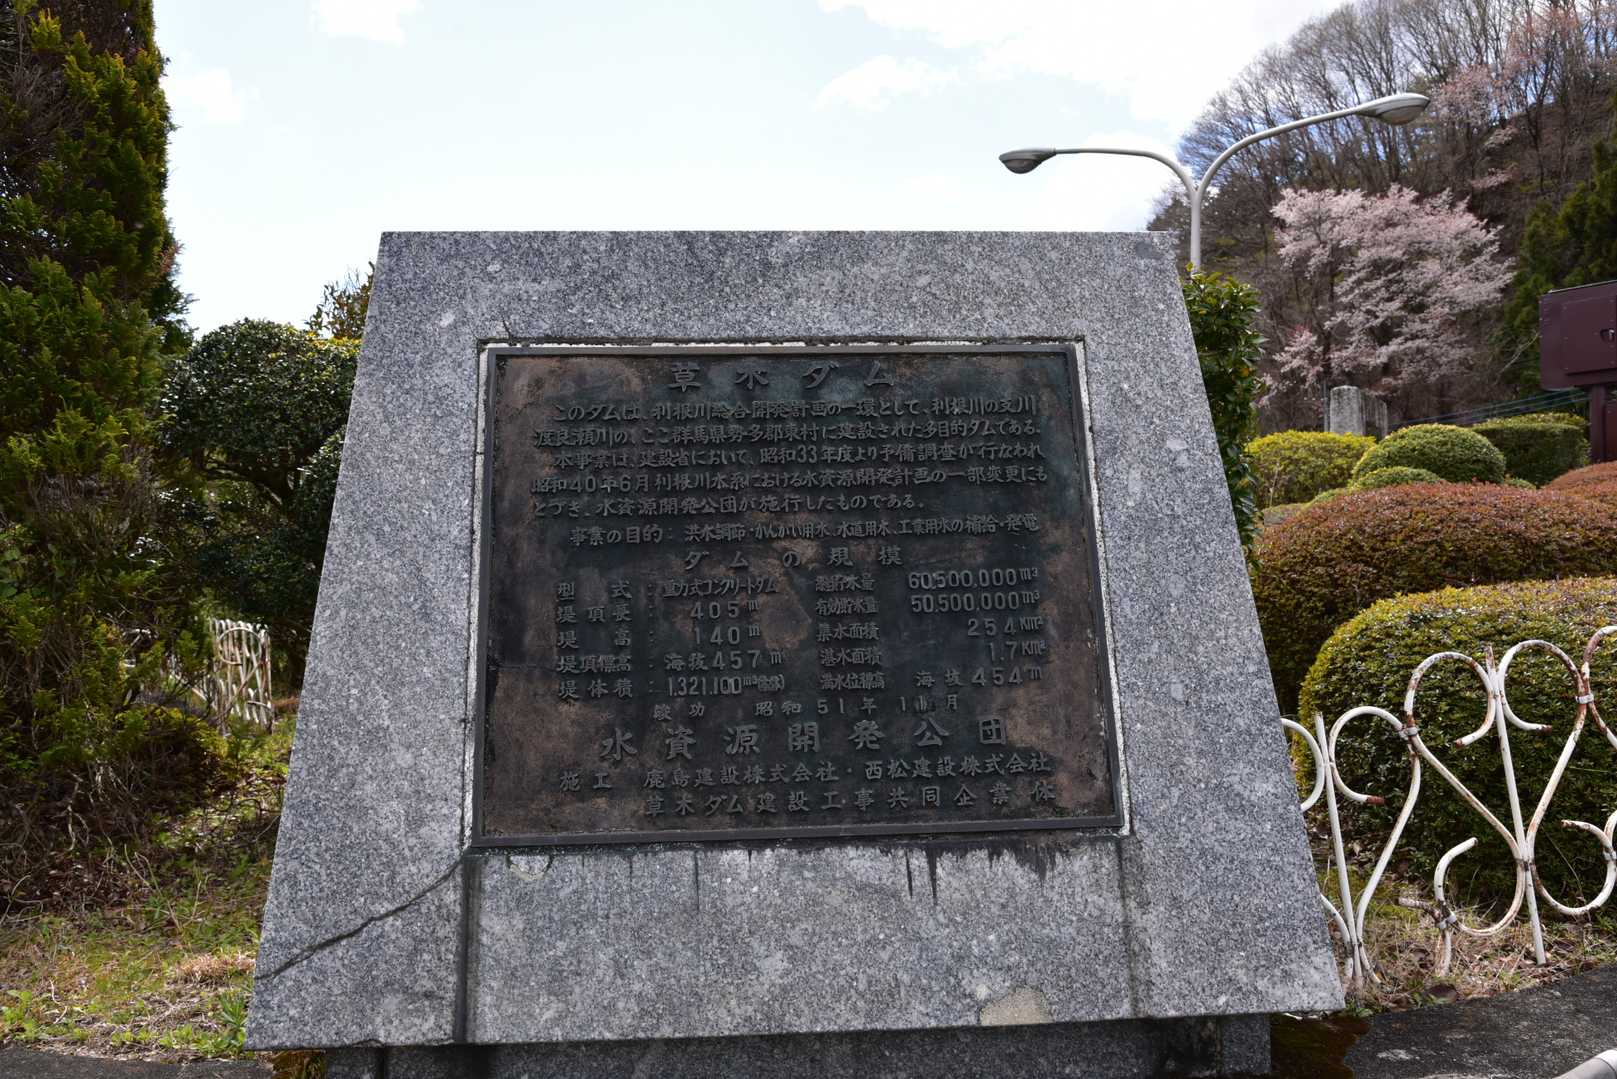 草木ダム
このダムは、利根川総合開発計画の一環として、利根川の支川
渡良瀬川の、ここ群馬県勢多郡東村に建設された多目的ダムである。
本事業は、建設省において、昭和33年度より予備調査が行なわれ
昭和40年6月利根川水系における水資源開発計画の一部変更にも
とづき、水資源開発公団が施行したものである。
事業の目的：洪水調節・かんがい用水、水道用水、工業用水の補給・発電
ダムの規模
型式：重力式コンクリートダム 総貯水量 60,500,000m³
堤頂長：405m 有効貯水量 50,500,000m³
堤高：140m 集水面積 254Km²
堤頂標高：海抜457m 湛水面積 1.7Km²
堤体積：1,321,100m³ 満水位標高 海抜454m
竣功 昭和51年11月
水資源開発公団
施工 鹿島建設株式会社・西松建設株式会社
草木ダム建設工事共同企業体